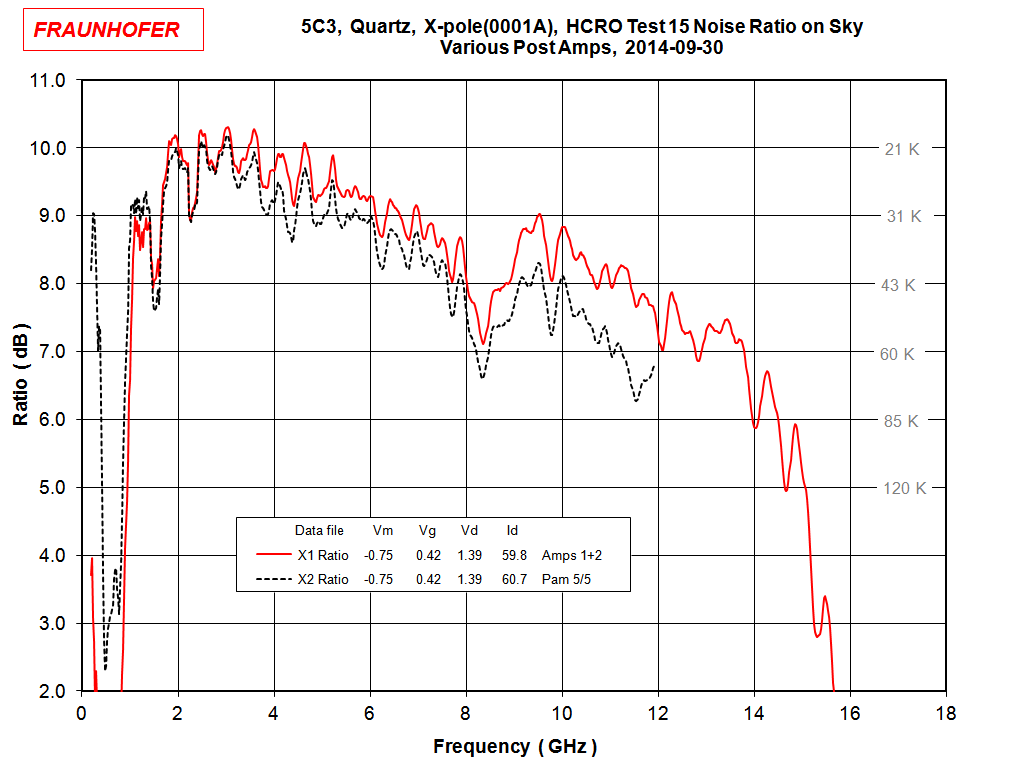 FRAUNHOFER
5C3, Quartz, X-pole(0001A), HCRO Test 15 Noise Ratio on Sky
Various Post Amps, 2014-09-30
11.0
10.0
9.0
8.0
7.0
6.0
5.0
4.0
3.0
2.0
Ratio ( dB )
21 K
31 K
43 K
60 K
85 K
120 K
Data file Vm Vg Vd Id
X1 Ratio -0.75 0.42 1.39 59.8 Amps 1+2
X2 Ratio -0.75 0.42 1.39 60.7 Pam 5/5
0 2 4 6 8 10 12 14 16 18
Frequency ( GHz )